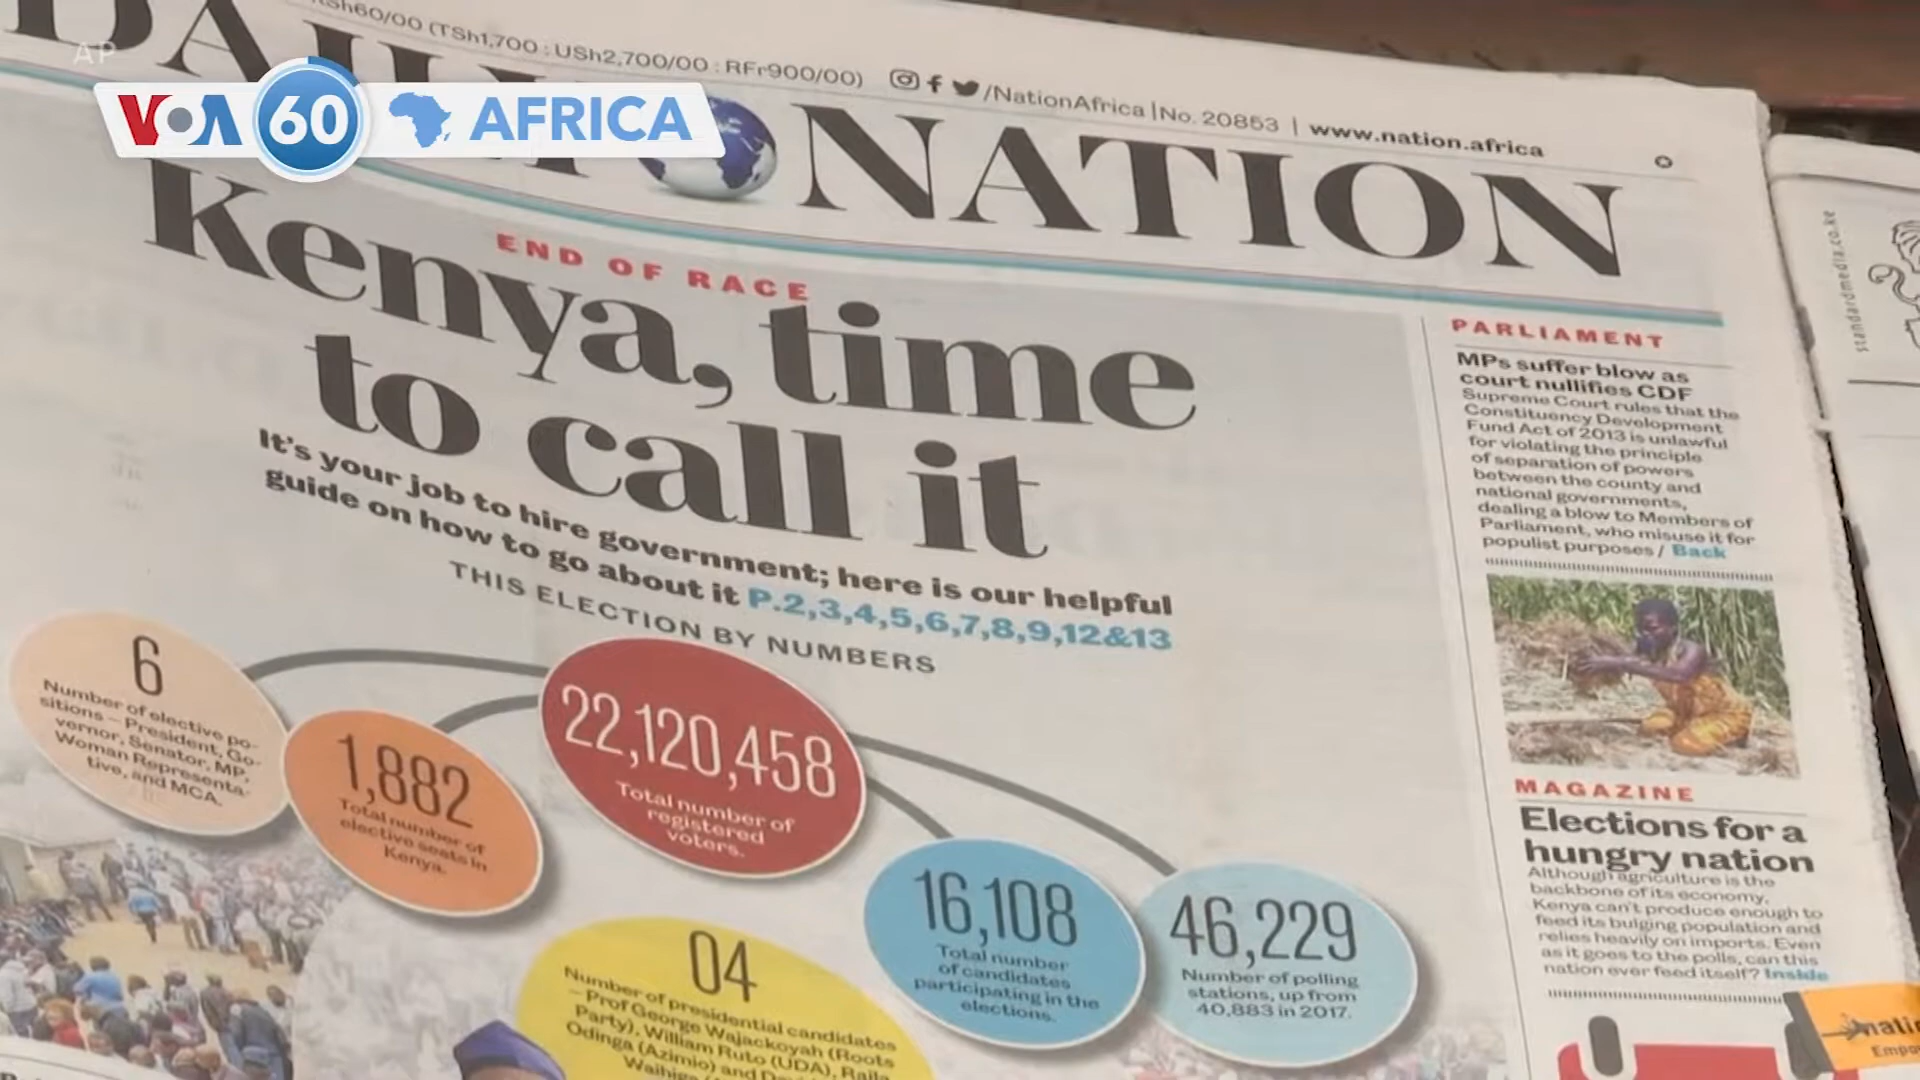 AP
VOA 60 AFRICA
KSh60/00 (TSh1,700 : USh2,700/00 : RFr900/00) /NationAfrica | No. 20853 | www.nation.africa
DAILY NATION
END OF RACE
Kenya, time
to call it
It's your job to hire government; here is our helpful
guide on how to go about it P.2,3,4,5,6,7,8,9,12&13
THIS ELECTION BY NUMBERS
6
Number of elective po-
sitions – President, Go-
vernor, Senator, MP,
Woman Representa-
tive, and MCA.
1,882
Total number of
elective seats in
Kenya.
22,120,458
Total number of
registered
voters.
16,108
Total number
of candidates
participating in the
elections.
46,229
Number of polling
stations, up from
40,883 in 2017.
04
Number of presidential candidates
– Prof George Wajackoyah (Roots
Party), William Ruto (UDA), Raila
Odinga (Azimio) and
PARLIAMENT
MPs suffer blow as
court nullifies CDF
Supreme Court rules that the
Constituency Development
Fund Act of 2013 is unlawful
for violating the principle
of separation of powers
between the county and
national governments,
dealing a blow to Members of
Parliament, who misuse it for
populist purposes / Back
MAGAZINE
Elections for a
hungry nation
Although agriculture is the
backbone of its economy,
Kenya can't produce enough to
feed its bulging population and
relies heavily on imports. Even
as it goes to the polls, can this
nation ever feed itself? Inside
standardmedia.co.ke